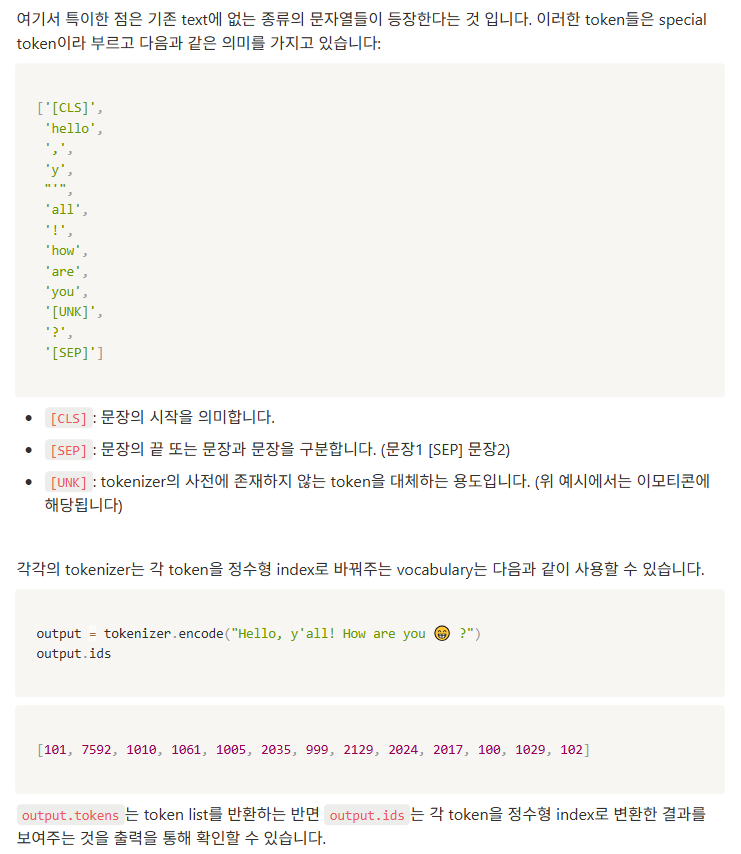 여기서 특이한 점은 기존 text에 없는 종류의 문자열들이 등장한다는 것 입니다. 이러한 token들은 special
token이라 부르고 다음과 같은 의미를 가지고 있습니다:
['[CLS]',
'hello',
',',
'y',
"'",
'all',
'!',
'how',
'are',
'you',
'[UNK]',
'?',
'[SEP]']
• [CLS] : 문장의 시작을 의미합니다.
• [SEP] : 문장의 끝 또는 문장과 문장을 구분합니다. (문장1 [SEP] 문장2)
• [UNK] : tokenizer의 사전에 존재하지 않는 token을 대체하는 용도입니다. (위 예시에서는 이모티콘에
해당됩니다)
각각의 tokenizer는 각 token을 정수형 index로 바꿔주는 vocabulary는 다음과 같이 사용할 수 있습니다.
output = tokenizer.encode("Hello, y'all! How are you 😁 ?")
output.ids
[101, 7592, 1010, 1061, 1005, 2035, 999, 2129, 2024, 2017, 100, 1029, 102]
output.tokens 는 token list를 반환하는 반면 output.ids 는 각 token을 정수형 index로 변환한 결과를
보여주는 것을 출력을 통해 확인할 수 있습니다.